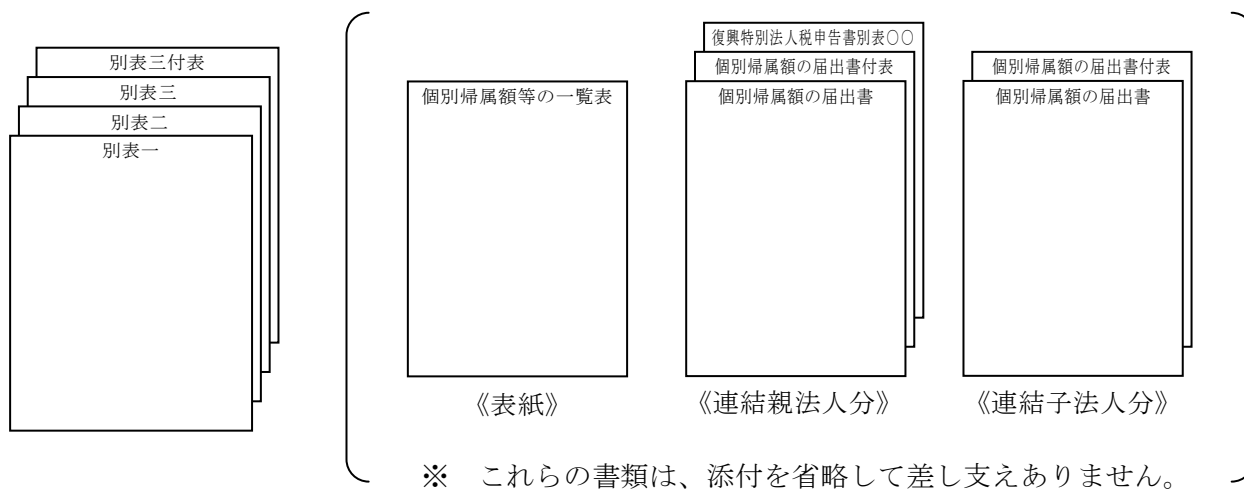 別表三付表
別表三
別表二
別表一
個別帰属額等の一覧表
《表紙》
復興特別法人税申告書別表〇〇
個別帰属額の届出書付表
個別帰属額の届出書
《連結親法人分》
個別帰属額の届出書付表
個別帰属額の届出書
《連結子法人分》
※　これらの書類は、添付を省略して差し支えありません。